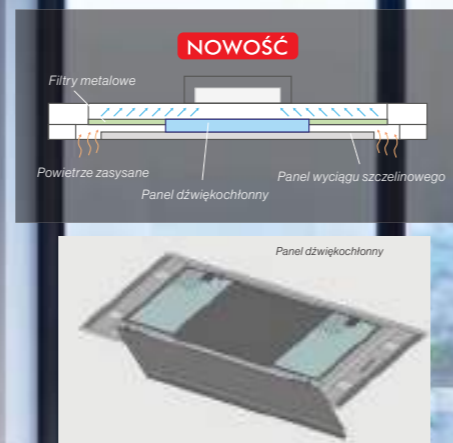 NOWOŚĆ
Filtry metalowe
Powietrze zasysane
Panel dźwiękochłonny
Panel wyciągu szczelinowego
Panel dźwiękochłonny